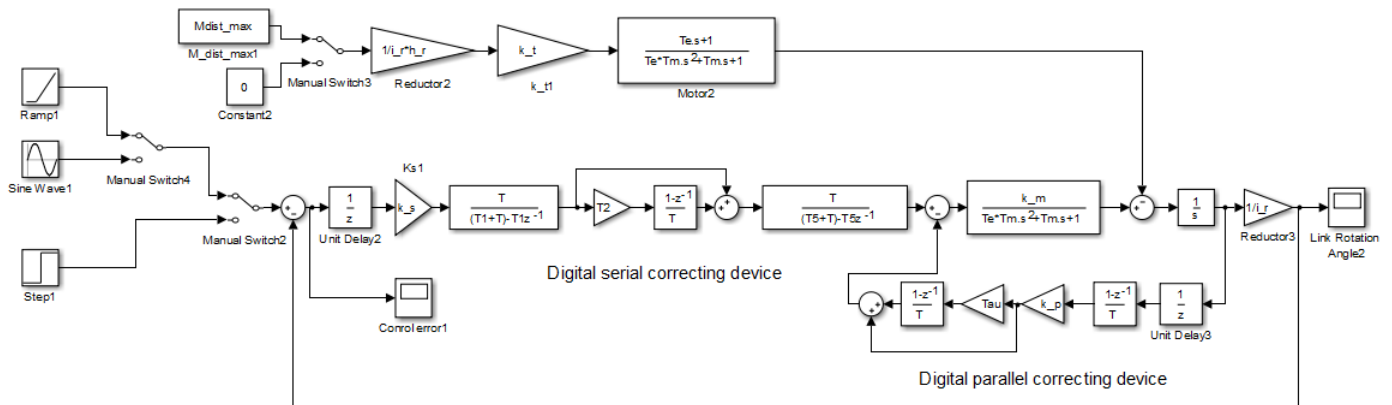 Mdist_max
M_dist_max1
0
Constant2
Manual Switch3
1/i_r*h_r
Reductor2
k_t
k_t1
Te.s+1
Te*Tm.s2+Tm.s+1
Motor2
Ramp1
Sine Wave1
Manual Switch4
Step1
Manual Switch2
1
z
Unit Delay2
Ks1
k_s
T
(T1+T)-T1z -1
T2
1-z-1
T
T
(T5+T)-T5z -1
k_m
Te*Tm.s2+Tm.s+1
1
s
1/i_r
Reductor3
Link Rotation
Angle2
Conrol error1
Digital serial correcting device
1-z-1
T
Tau
k_p
1-z-1
T
1
z
Unit Delay3
Digital parallel correcting device